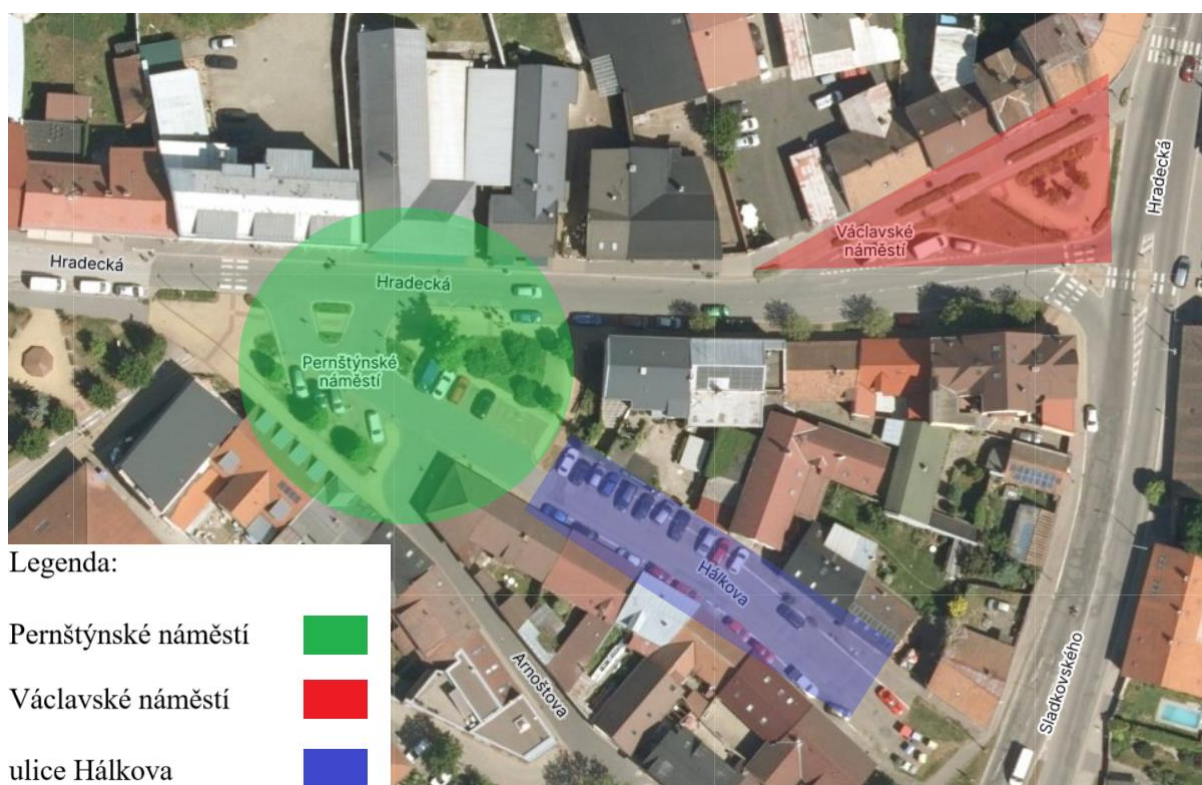 Hradecká
Václavské
náměstí
Hradecká
Hradecká
Pernštýnské
náměstí
Hálkova
Arnoštova
Sladkovského
Legenda:
Pernštýnské náměstí
Václavské náměstí
ulice Hálkova